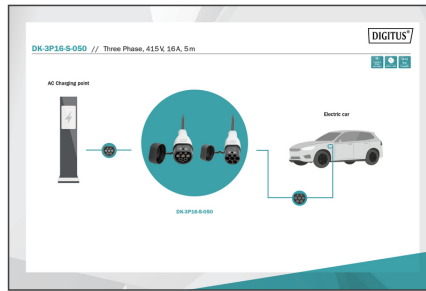 DIGITUS®
DK-3P16-S-050 // Three Phase, 415 V, 16 A, 5 m
AC Charging point
Electric car
DK-3P16-S-050